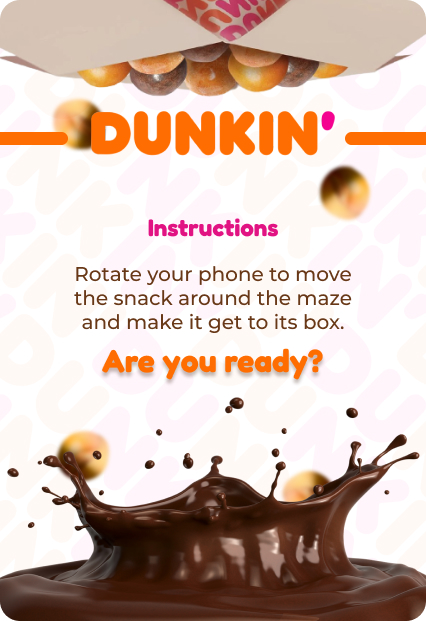 DUNKIN'
Instructions
Rotate your phone to move
the snack around the maze
and make it get to its box.
Are you ready?